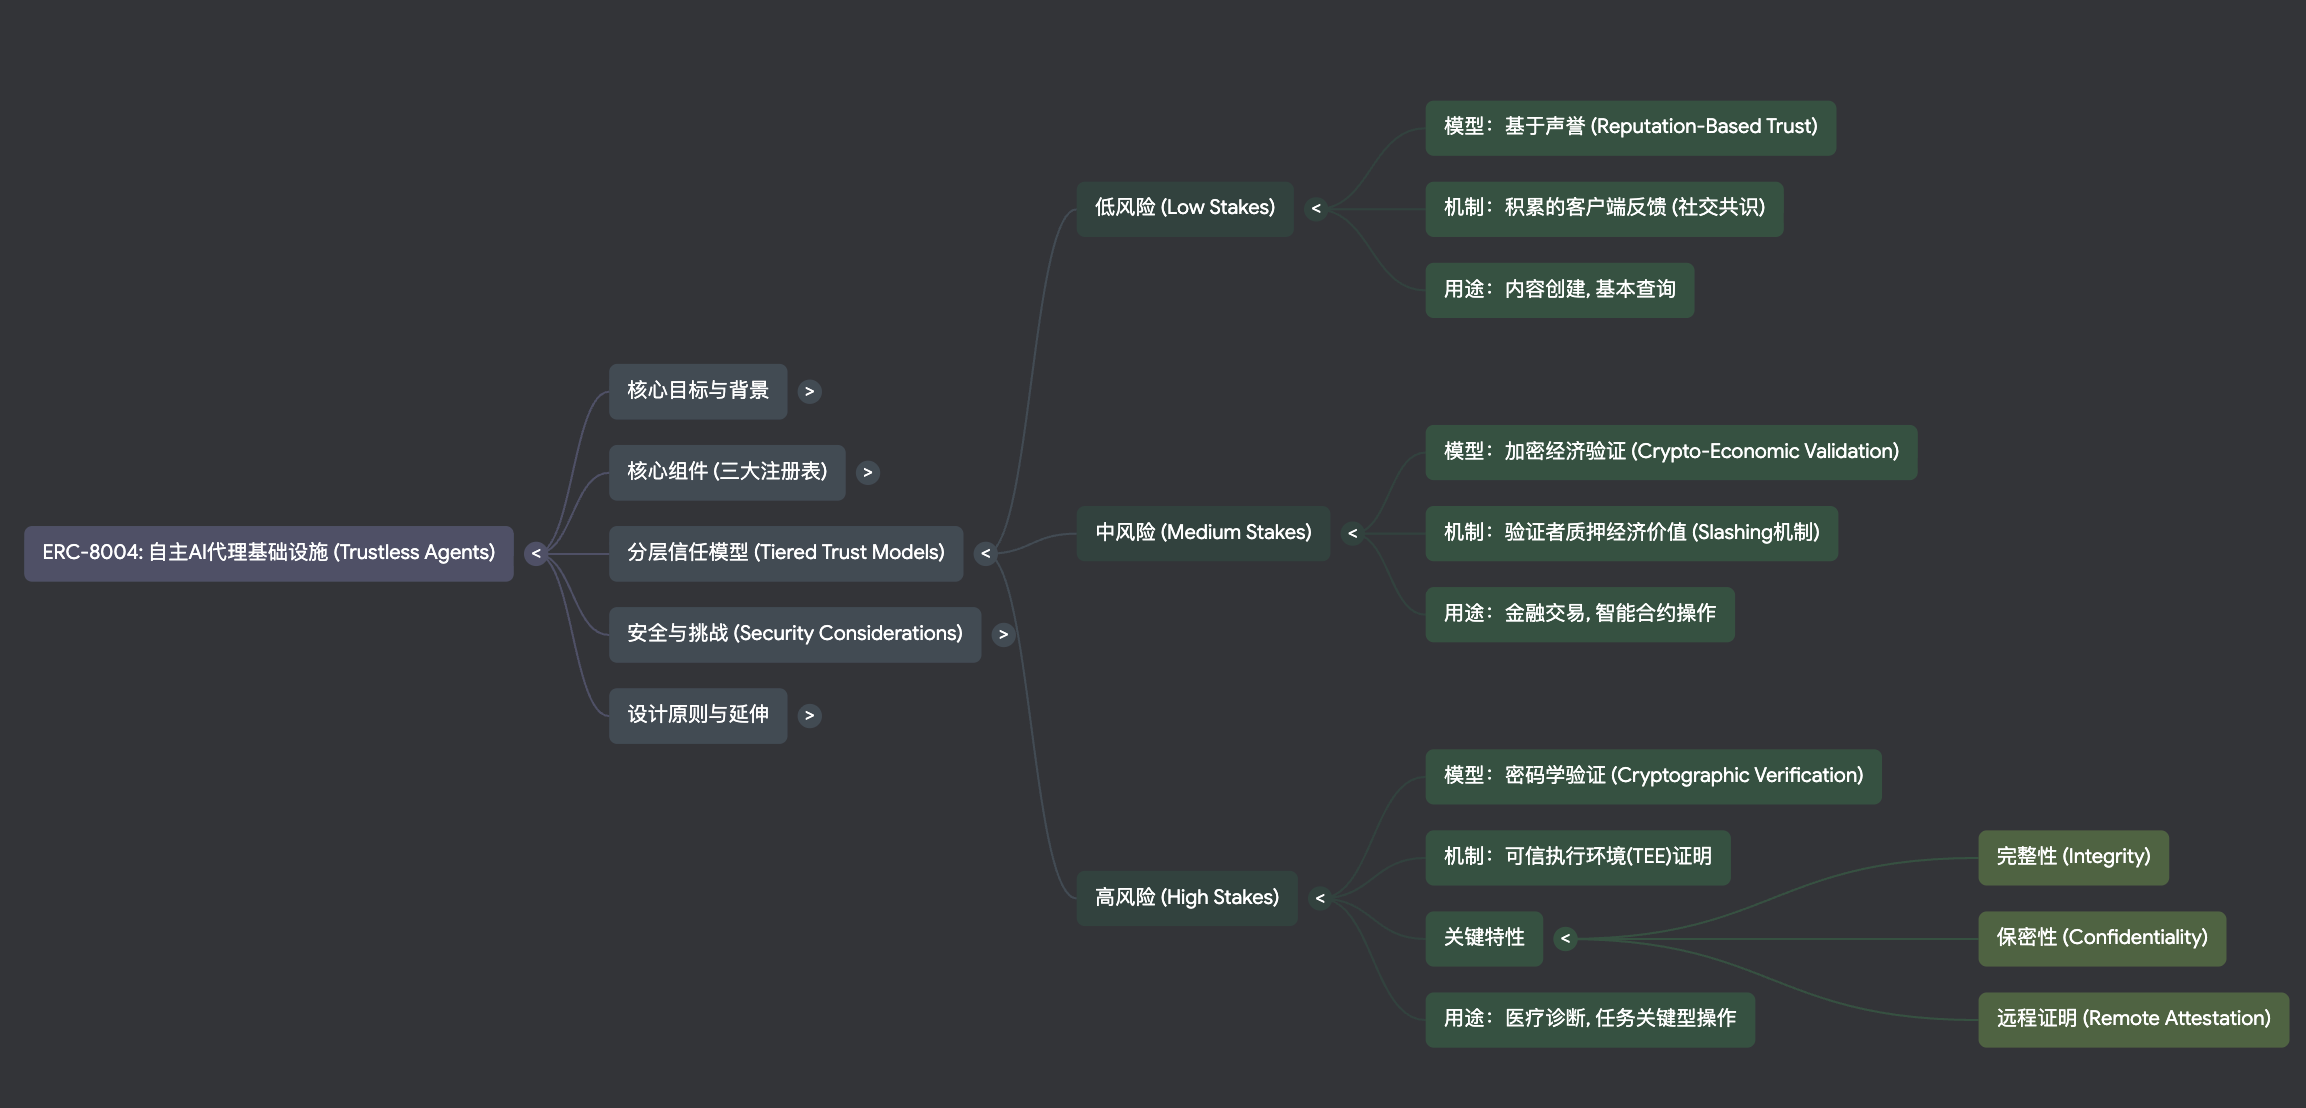 ERC-8004: 自主AI代理基础设施 (Trustless Agents)
<
核心目标与背景
>
核心组件 (三大注册表)
>
分层信任模型 (Tiered Trust Models)
<
安全与挑战 (Security Considerations)
>
设计原则与延伸
>
低风险 (Low Stakes)
<
模型：基于声誉 (Reputation-Based Trust)
机制：积累的客户端反馈 (社交共识)
用途：内容创建, 基本查询
中风险 (Medium Stakes)
<
模型：加密经济验证 (Crypto-Economic Validation)
机制：验证者质押经济价值 (Slashing机制)
用途：金融交易, 智能合约操作
高风险 (High Stakes)
<
模型：密码学验证 (Cryptographic Verification)
机制：可信执行环境(TEE)证明
关键特性
<
完整性 (Integrity)
保密性 (Confidentiality)
远程证明 (Remote Attestation)
用途：医疗诊断, 任务关键型操作